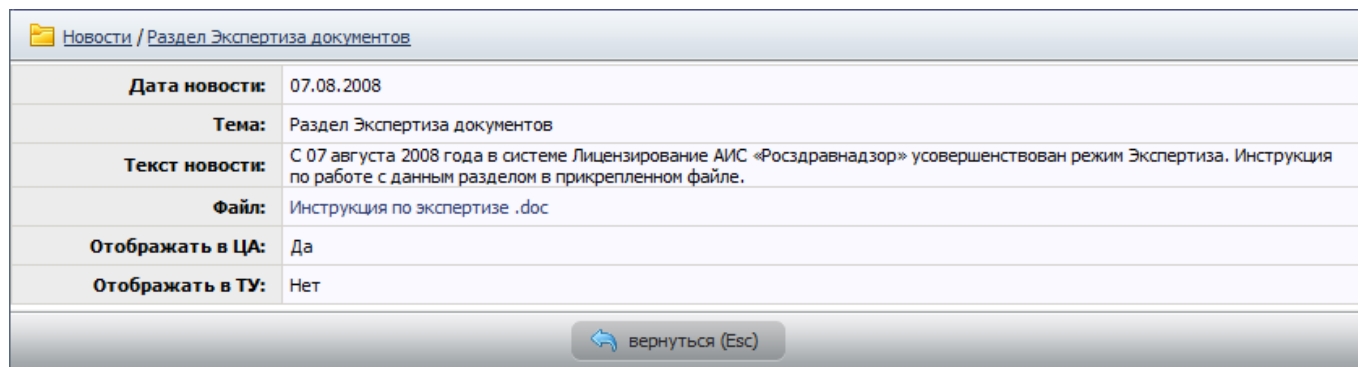 Новости / Раздел Экспертиза документов
Дата новости: 07.08.2008
Тема: Раздел Экспертиза документов
Текст новости: С 07 августа 2008 года в системе Лицензирование АИС «Росздравнадзор» усовершенствован режим Экспертиза. Инструкция
по работе с данным разделом в прикрепленном файле.
Файл: Инструкция по экспертизе .doc
Отображать в ЦА: Да
Отображать в ТУ: Нет
вернуться (Esc)